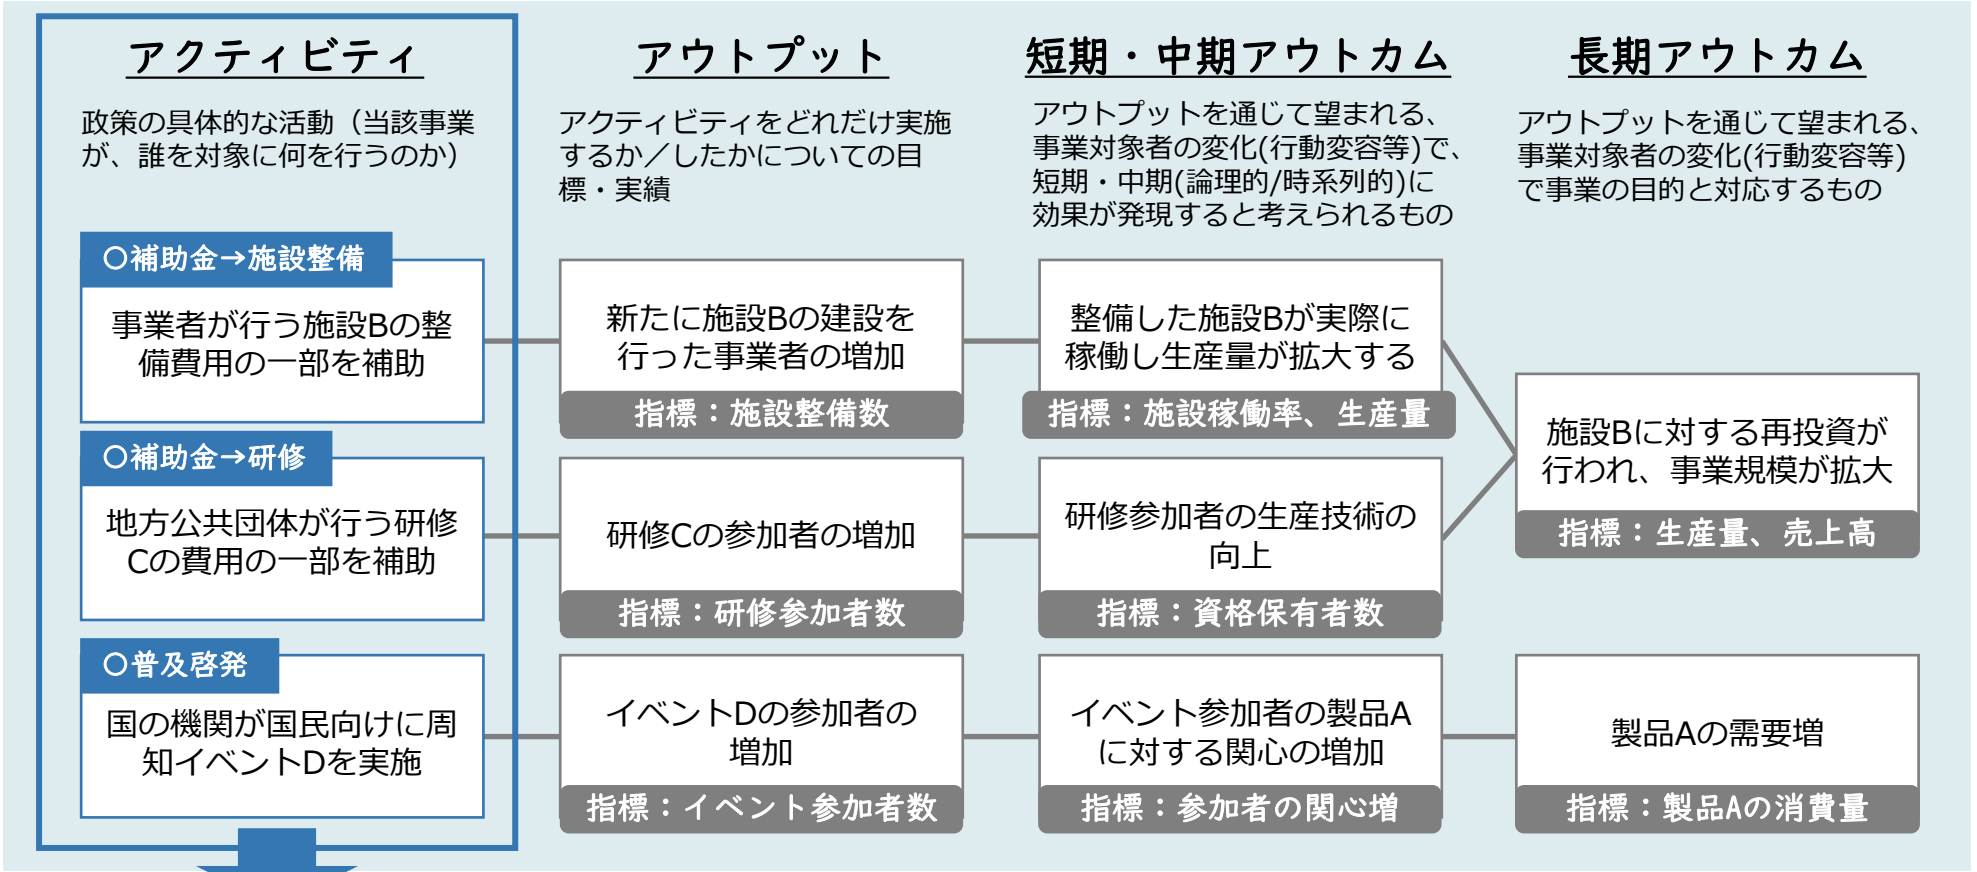 アクティビティ
政策の具体的な活動（当該事業
が、誰を対象に何を行うのか）
アウトプット
アクティビティをどれだけ実施
するか／したかについての目
標・実績
短期・中期アウトカム
アウトプットを通じて望まれる、
事業対象者の変化(行動変容等)で、
短期・中期(論理的/時系列的)に
効果が発現すると考えられるもの
長期アウトカム
アウトプットを通じて望まれる、
事業対象者の変化(行動変容等)
で事業の目的と対応するもの
○補助金→施設整備
事業者が行う施設Bの整
備費用の一部を補助
新たに施設Bの建設を
行った事業者の増加
指標：施設整備数
整備した施設Bが実際に
稼働し生産量が拡大する
指標：施設稼働率、生産量
○補助金→研修
地方公共団体が行う研修
Cの費用の一部を補助
研修Cの参加者の増加
指標：研修参加者数
研修参加者の生産技術の
向上
指標：資格保有者数
施設Bに対する再投資が
行われ、事業規模が拡大
指標：生産量、売上高
○普及啓発
国の機関が国民向けに周
知イベントDを実施
イベントDの参加者の
増加
指標：イベント参加者数
イベント参加者の製品A
に対する関心の増加
指標：参加者の関心増
製品Aの需要増
指標：製品Aの消費量